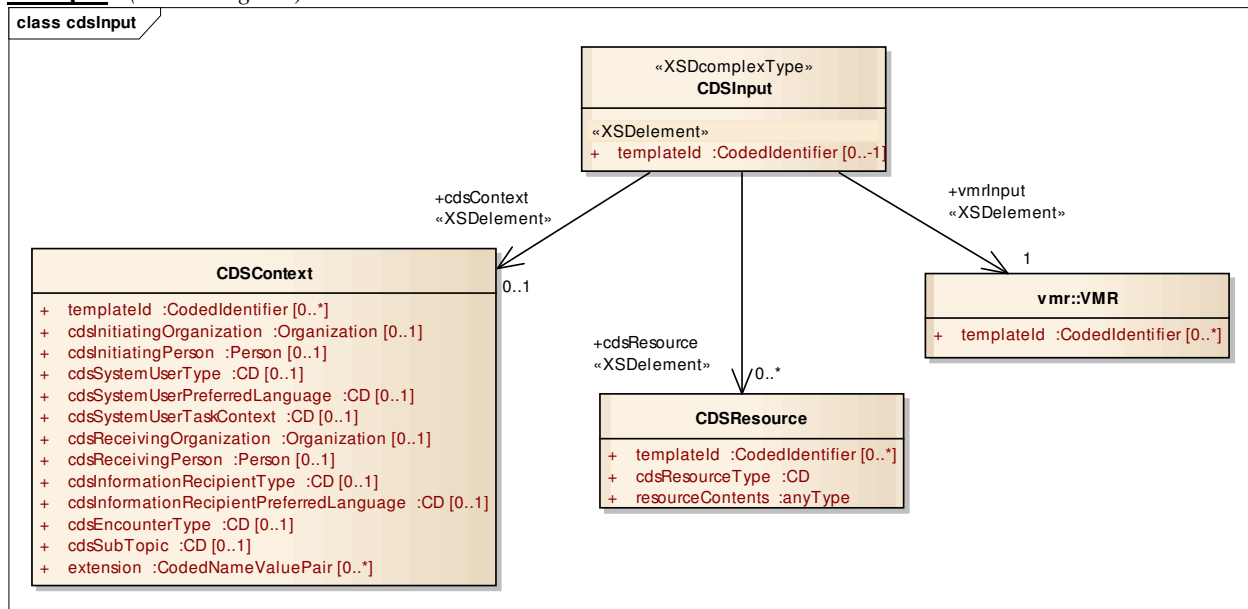 class cdsInput
«XSDcomplexType»
CDSInput
«XSDelement»
+ templateId :CodedIdentifier [0..-1]
+cdsContext
«XSDelement»
0..1
+vmrInput
«XSDelement»
1
+cdsResource
«XSDelement»
0..*
CDSContext
+ templateId :CodedIdentifier [0..*]
+ cdsInitiatingOrganization :Organization [0..1]
+ cdsInitiatingPerson :Person [0..1]
+ cdsSystemUserType :CD [0..1]
+ cdsSystemUserPreferredLanguage :CD [0..1]
+ cdsSystemUserTaskContext :CD [0..1]
+ cdsReceivingOrganization :Organization [0..1]
+ cdsReceivingPerson :Person [0..1]
+ cdsInformationRecipientType :CD [0..1]
+ cdsInformationRecipientPreferredLanguage :CD [0..1]
+ cdsEncounterType :CD [0..1]
+ cdsSubTopic :CD [0..1]
+ extension :CodedNameValuePair [0..*]
vmr::VMR
+ templateId :CodedIdentifier [0..*]
CDSResource
+ templateId :CodedIdentifier [0..*]
+ cdsResourceType :CD
+ resourceContents :anyType